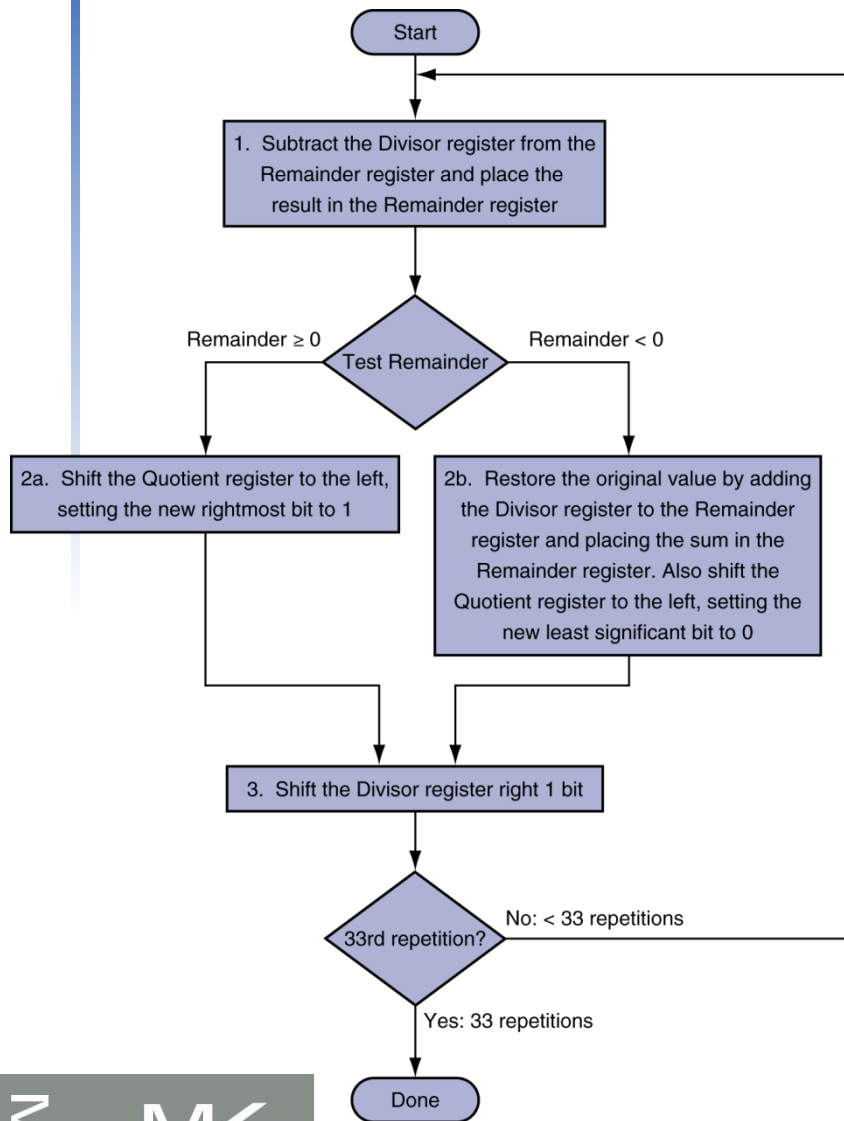 Start
1. Subtract the Divisor register from the
Remainder register and place the
result in the Remainder register
Remainder ≥ 0
Test Remainder
Remainder < 0
2a. Shift the Quotient register to the left,
setting the new rightmost bit to 1
2b. Restore the original value by adding
the Divisor register to the Remainder
register and placing the sum in the
Remainder register. Also shift the
Quotient register to the left, setting the
new least significant bit to 0
3. Shift the Divisor register right 1 bit
33rd repetition?
No: < 33 repetitions
Yes: 33 repetitions
Done